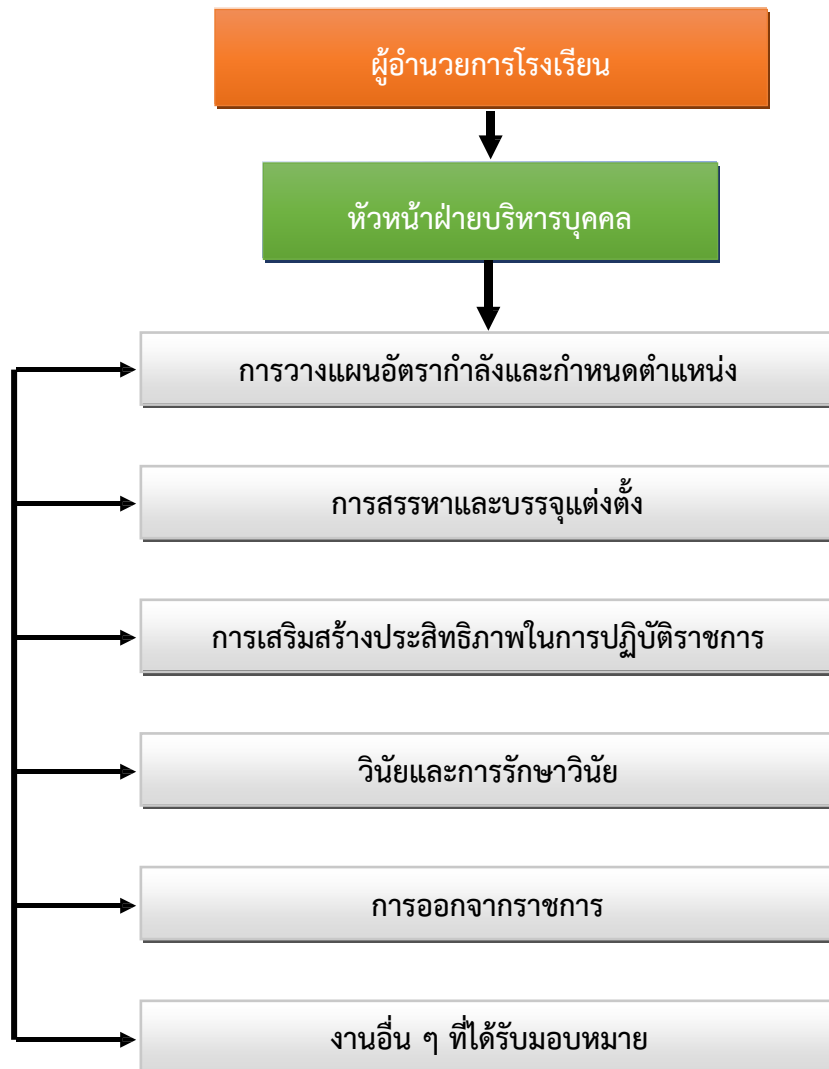 ผู้อำนวยการโรงเรียน
หัวหน้าฝ่ายบริหารบุคคล
การวางแผนอัตรากำลังและกำหนดตำแหน่ง
การสรรหาและบรรจุแต่งตั้ง
การเสริมสร้างประสิทธิภาพในการปฏิบัติราชการ
วินัยและการรักษาวินัย
การออกจากราชการ
งานอื่น ๆ ที่ได้รับมอบหมาย